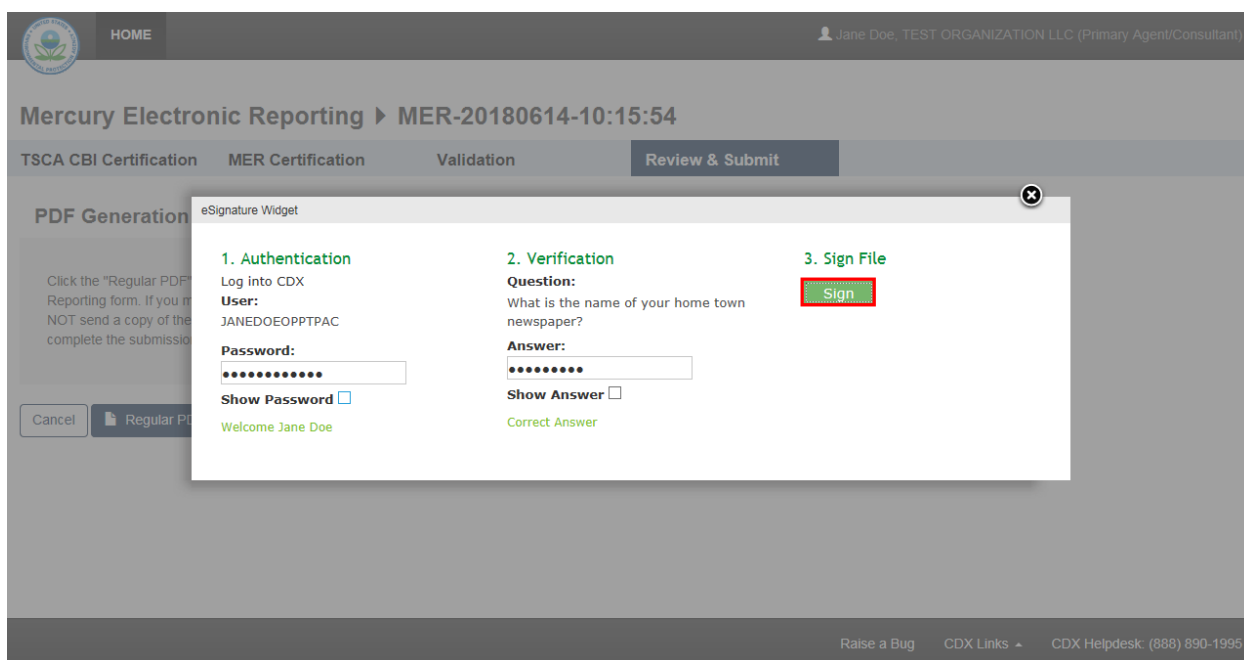 HOME
Jane Doe, TEST ORGANIZATION LLC (Primary Agent/Consultant)
Mercury Electronic Reporting MER-20180614-10:15:54
TSCA CBI Certification MER Certification Validation Review & Submit
PDF Generation
Click the "Regular PDF"
Reporting form. If you m
NOT send a copy of the
complete the submissio
Cancel Regular PD
eSignature Widget
1. Authentication
Log into CDX
User:
JANEDOEOPPTPAC
Password:
••••••••••••
Show Password
Welcome Jane Doe
2. Verification
Question:
What is the name of your home town
newspaper?
Answer:
•••••••••
Show Answer
Correct Answer
3. Sign File
Sign
Raise a Bug CDX Links CDX Helpdesk: (888) 890-1995